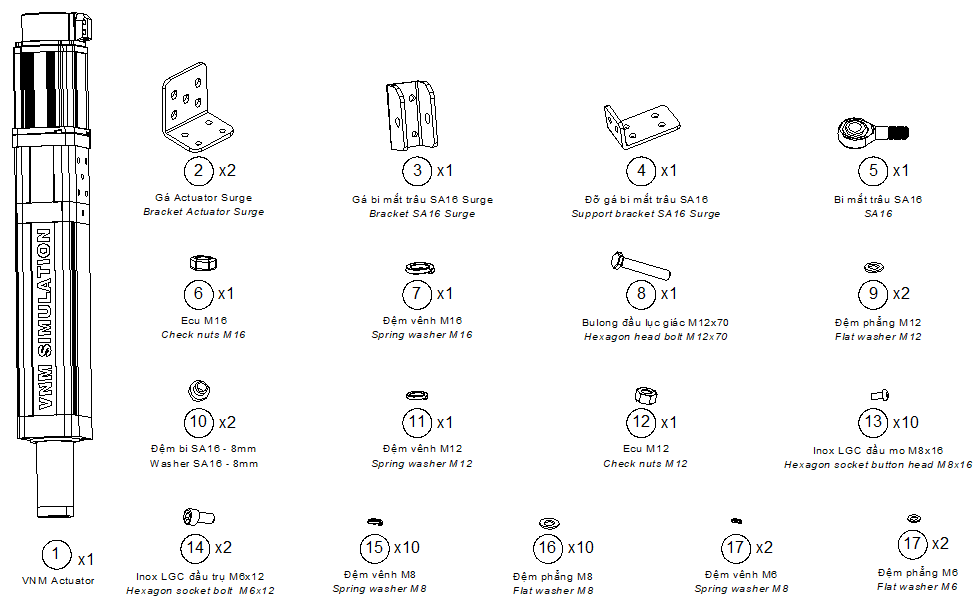 VNM SIMULATION
2 x2
Gá Actuator Surge
Bracket Actuator Surge
3 x1
Gá bi mắt trâu SA16 Surge
Bracket SA16 Surge
4 x1
Đỡ gá bi mắt trâu SA16
Support bracket SA16 Surge
5 x1
Bi mắt trâu SA16
SA16
6 x1
Ecu M16
Check nuts M16
7 x1
Đệm vênh M16
Spring washer M16
8 x1
Bulong đầu lục giác M12x70
Hexagon head bolt M12x70
9 x2
Đệm phẳng M12
Flat washer M12
10 x2
Đệm bi SA16 - 8mm
Washer SA16 - 8mm
11 x1
Đệm vênh M12
Spring washer M12
12 x1
Ecu M12
Check nuts M12
13 x10
Inox LGC đầu mo M8x16
Hexagon socket button head M8x16
1 x1
VNM Actuator
14 x2
Inox LGC đầu trụ M6x12
Hexagon socket bolt M6x12
15 x10
Đệm vênh M8
Spring washer M8
16 x10
Đệm phẳng M8
Flat washer M8
17 x2
Đệm vênh M6
Spring washer M8
17 x2
Đệm phẳng M6
Flat washer M6